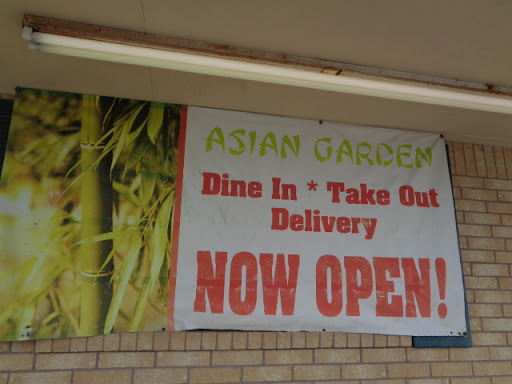 ASIAN GARDEN
Dine In * Take Out
Delivery
NOW OPEN!